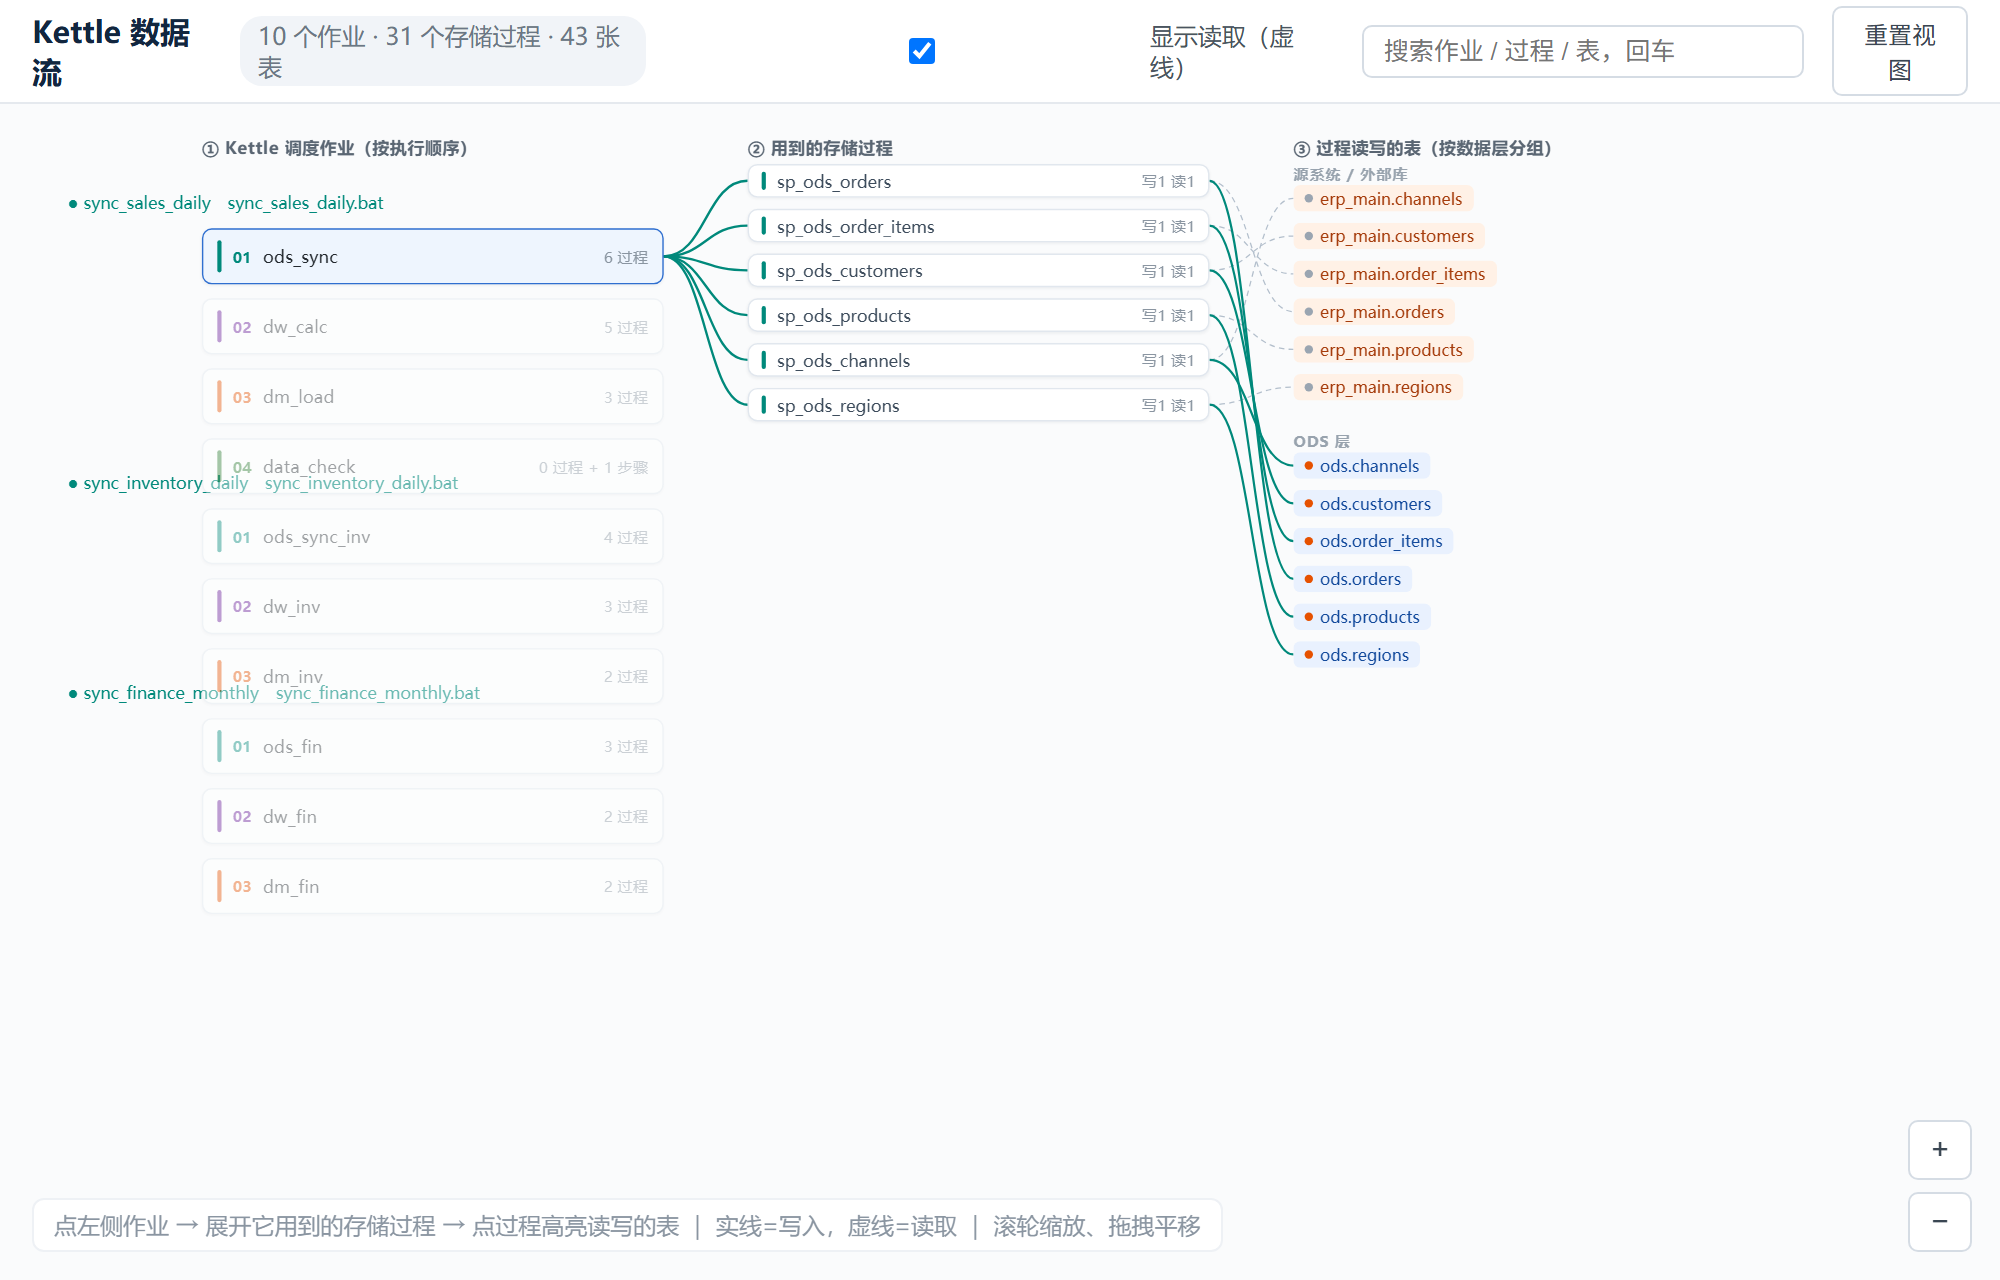 Kettle 数据
流
10 个作业 · 31 个存储过程 · 43 张
表
显示读取（虚
线）
搜索作业 / 过程 / 表，回车
重置视
图
① Kettle 调度作业（按执行顺序）
sync_sales_daily sync_sales_daily.bat
01 ods_sync 6 过程
02 dw_calc 5 过程
03 dm_load 3 过程
04 data_check 0 过程 + 1 步骤
sync_inventory_daily sync_inventory_daily.bat
01 ods_sync_inv 4 过程
02 dw_inv 3 过程
03 dm_inv 2 过程
sync_finance_monthly sync_finance_monthly.bat
01 ods_fin 3 过程
02 dw_fin 2 过程
03 dm_fin 2 过程
② 用到的存储过程
sp_ods_orders 写1 读1
sp_ods_order_items 写1 读1
sp_ods_customers 写1 读1
sp_ods_products 写1 读1
sp_ods_channels 写1 读1
sp_ods_regions 写1 读1
③ 过程读写的表（按数据层分组）
源系统 / 外部库
erp_main.channels
erp_main.customers
erp_main.order_items
erp_main.orders
erp_main.products
erp_main.regions
ODS 层
ods.channels
ods.customers
ods.order_items
ods.orders
ods.products
ods.regions
+
−
点左侧作业 → 展开它用到的存储过程 → 点过程高亮读写的表 ｜ 实线=写入，虚线=读取 ｜ 滚轮缩放、拖拽平移